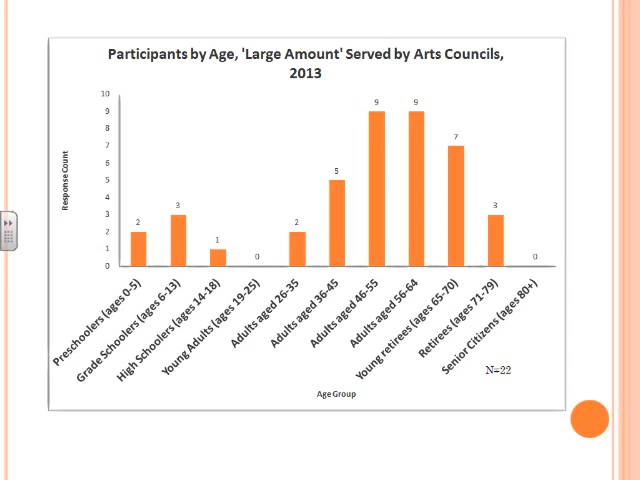 Participants by Age, 'Large Amount' Served by Arts Councils,
2013
Response Count
10
9
8
7
6
5
4
3
2
1
0
2
3
1
0
2
5
9
9
7
3
0
Preschoolers (ages 0-5)
Grade Schoolers (ages 6-13)
High Schoolers (ages 14-18)
Young Adults (ages 19-25)
Adults aged 26-35
Adults aged 36-45
Adults aged 46-55
Adults aged 56-64
Young retirees (ages 65-70)
Retirees (ages 71-79)
Senior Citizens (ages 80+)
N=22
Age Group